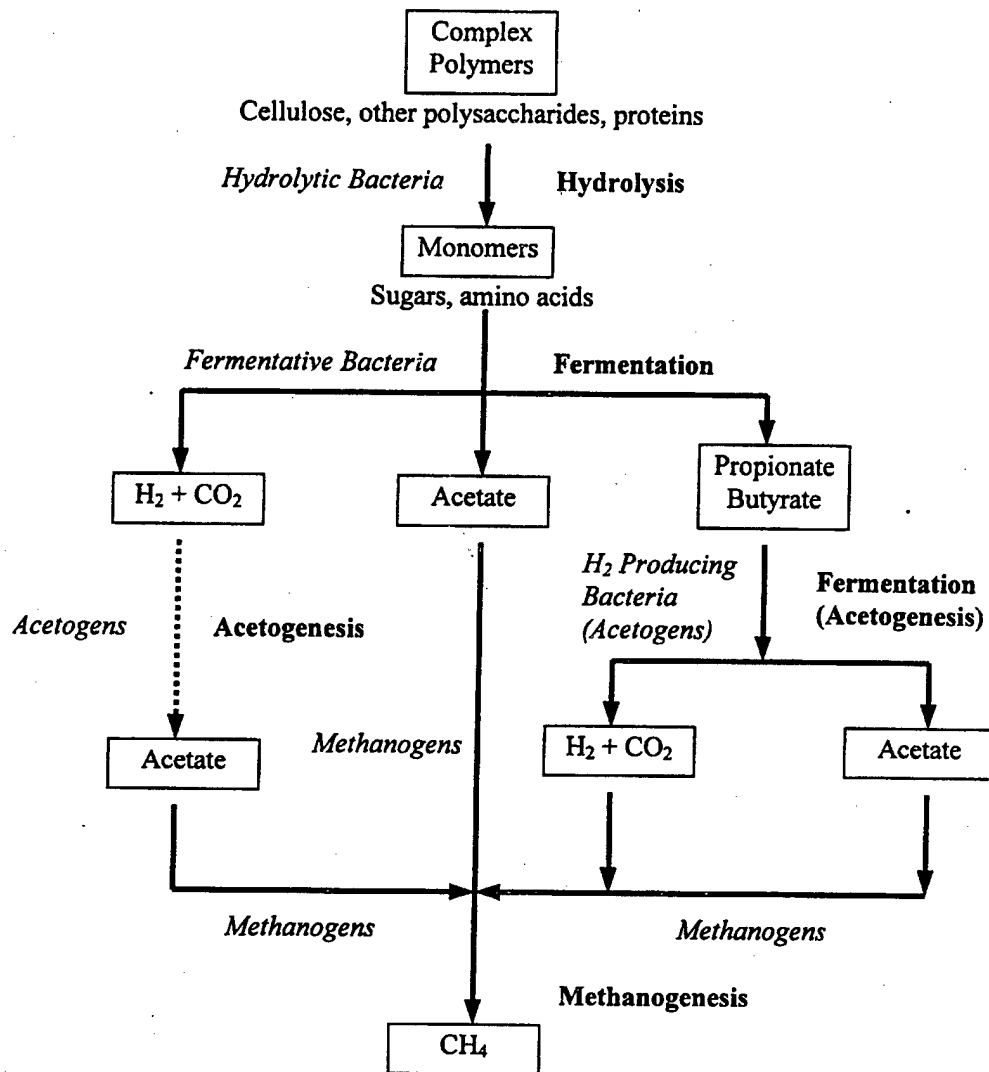 Complex
Polymers
Cellulose, other polysaccharides, proteins
Hydrolytic Bacteria
Hydrolysis
Monomers
Sugars, amino acids
Fermentative Bacteria
Fermentation
H₂ + CO₂
Acetate
Propionate
Butyrate
Acetogens
Acetogenesis
H₂ Producing
Bacteria
(Acetogens)
Fermentation
(Acetogenesis)
Acetate
Methanogens
H₂ + CO₂
Acetate
Methanogens
Methanogens
Methanogenesis
CH₄